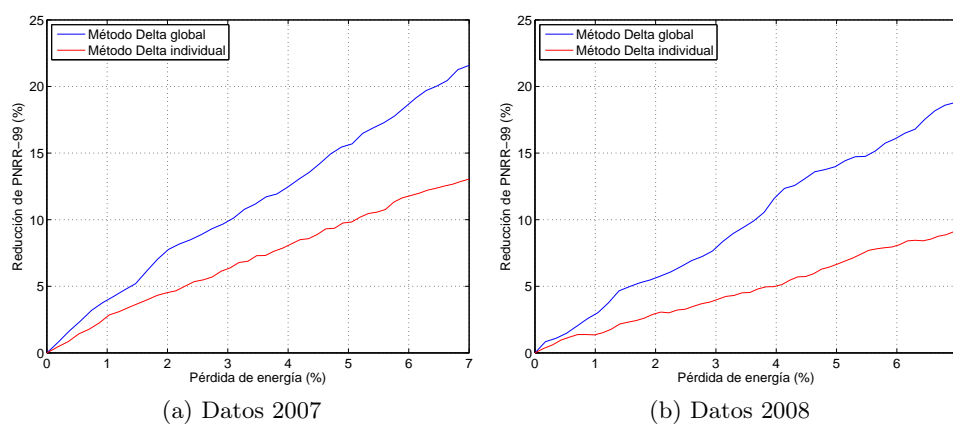 25
20
15
10
5
0
Reducción de PNRR−99 (%)
Método Delta global
Método Delta individual
0 1 2 3 4 5 6 7
Pérdida de energía (%)
(a) Datos 2007
25
20
15
10
5
0
Reducción de PNRR−99 (%)
Método Delta global
Método Delta individual
0 1 2 3 4 5 6
Pérdida de energía (%)
(b) Datos 2008